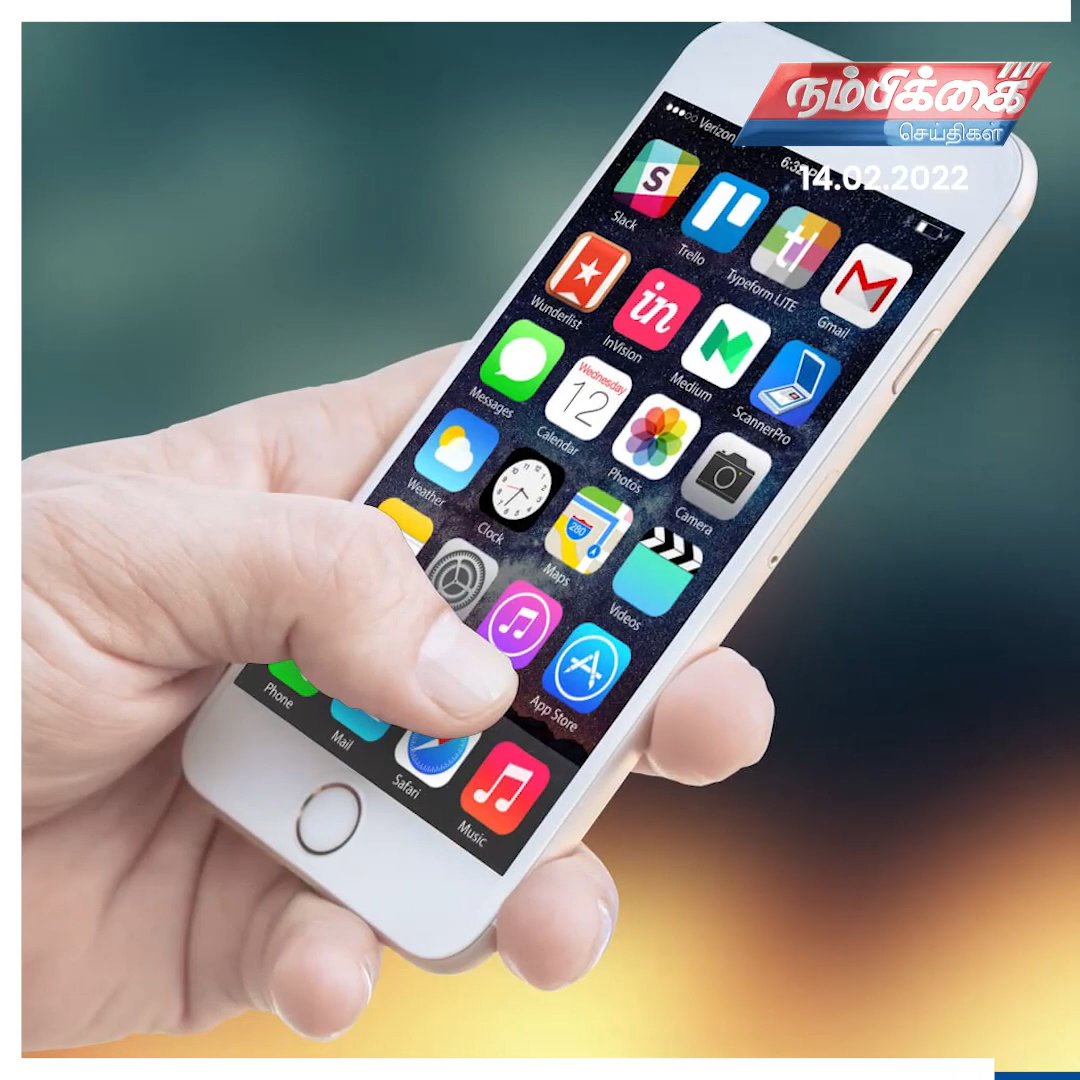 நம்பிக்கை
செய்திகள்
14.02.2022
Verizon
Slack
Trello
Typeform LITE
Gmail
Wunderlist
InVision
Medium
ScannerPro
Messages
Wednesday
12
Calendar
Photos
Camera
Weather
Clock
280
Maps
Videos
App Store
Phone
Mail
Safari
Music